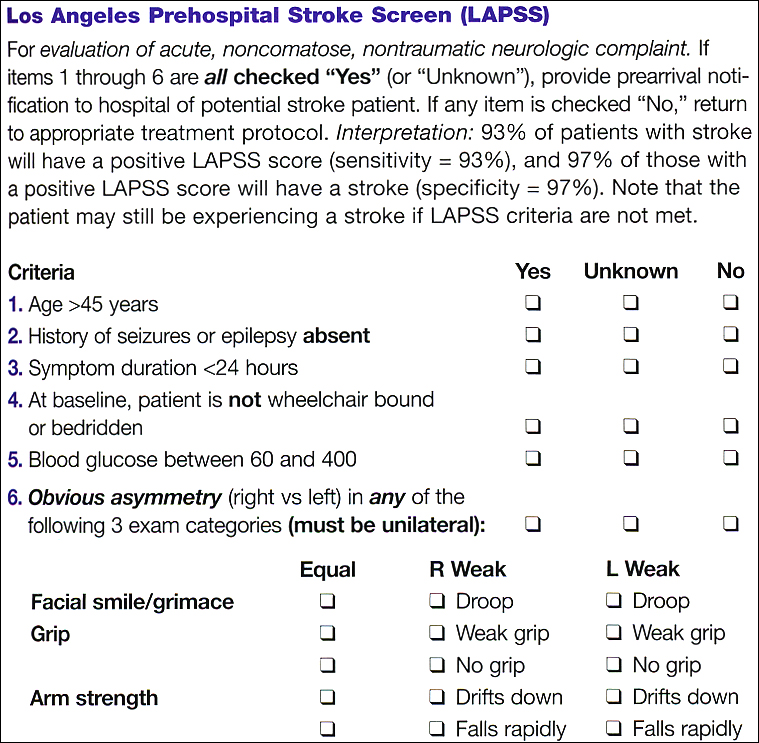 Los Angeles Prehospital Stroke Screen (LAPSS)
For evaluation of acute, noncomatose, nontraumatic neurologic complaint. If
items 1 through 6 are all checked “Yes” (or “Unknown”), provide prearrival noti-
fication to hospital of potential stroke patient. If any item is checked “No,” return
to appropriate treatment protocol. Interpretation: 93% of patients with stroke
will have a positive LAPSS score (sensitivity = 93%), and 97% of those with
a positive LAPSS score will have a stroke (specificity = 97%). Note that the
patient may still be experiencing a stroke if LAPSS criteria are not met.
Criteria Yes Unknown No
1. Age >45 years ❑ ❑ ❑
2. History of seizures or epilepsy absent ❑ ❑ ❑
3. Symptom duration <24 hours ❑ ❑ ❑
4. At baseline, patient is not wheelchair bound
or bedridden ❑ ❑ ❑
5. Blood glucose between 60 and 400 ❑ ❑ ❑
6. Obvious asymmetry (right vs left) in any of the
following 3 exam categories (must be unilateral): ❑ ❑ ❑
Equal R Weak L Weak
Facial smile/grimace ❑ ❑ Droop ❑ Droop
Grip ❑ ❑ Weak grip ❑ Weak grip
❑ ❑ No grip ❑ No grip
Arm strength ❑ ❑ Drifts down ❑ Drifts down
❑ ❑ Falls rapidly ❑ Falls rapidly